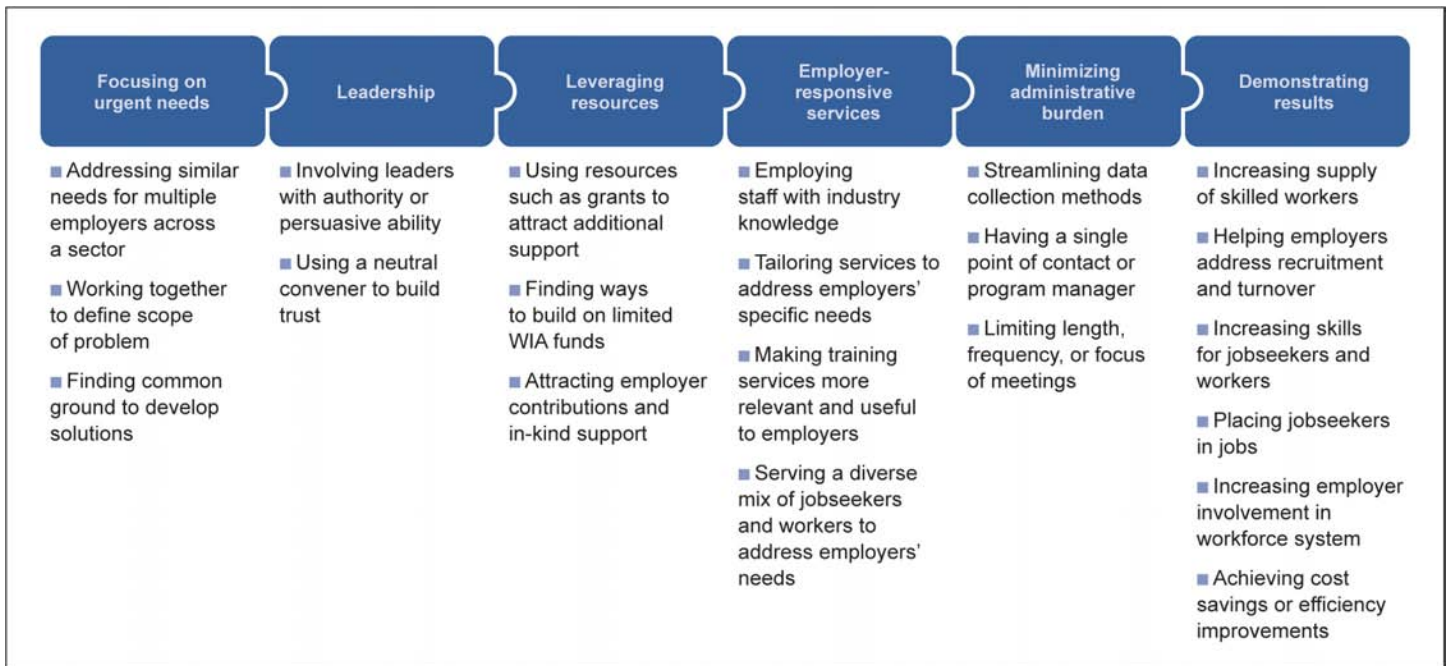 Focusing on
urgent needs
■ Addressing similar
needs for multiple
employers across
a sector
■ Working together
to define scope
of problem
■ Finding common
ground to develop
solutions
Leadership
■ Involving leaders
with authority or
persuasive ability
■ Using a neutral
convener to build
trust
Leveraging
resources
■ Using resources
such as grants to
attract additional
support
■ Finding ways
to build on limited
WIA funds
■ Attracting employer
contributions and
in-kind support
Employer-
responsive
services
■ Employing
staff with industry
knowledge
■ Tailoring services to
address employers’
specific needs
■ Making training
services more
relevant and useful
to employers
■ Serving a diverse
mix of jobseekers
and workers to
address employers’
needs
Minimizing
administrative
burden
■ Streamlining data
collection methods
■ Having a single
point of contact or
program manager
■ Limiting length,
frequency, or focus
of meetings
Demonstrating
results
■ Increasing supply
of skilled workers
■ Helping employers
address recruitment
and turnover
■ Increasing skills
for jobseekers and
workers
■ Placing jobseekers
in jobs
■ Increasing employer
involvement in
workforce system
■ Achieving cost
savings or efficiency
improvements